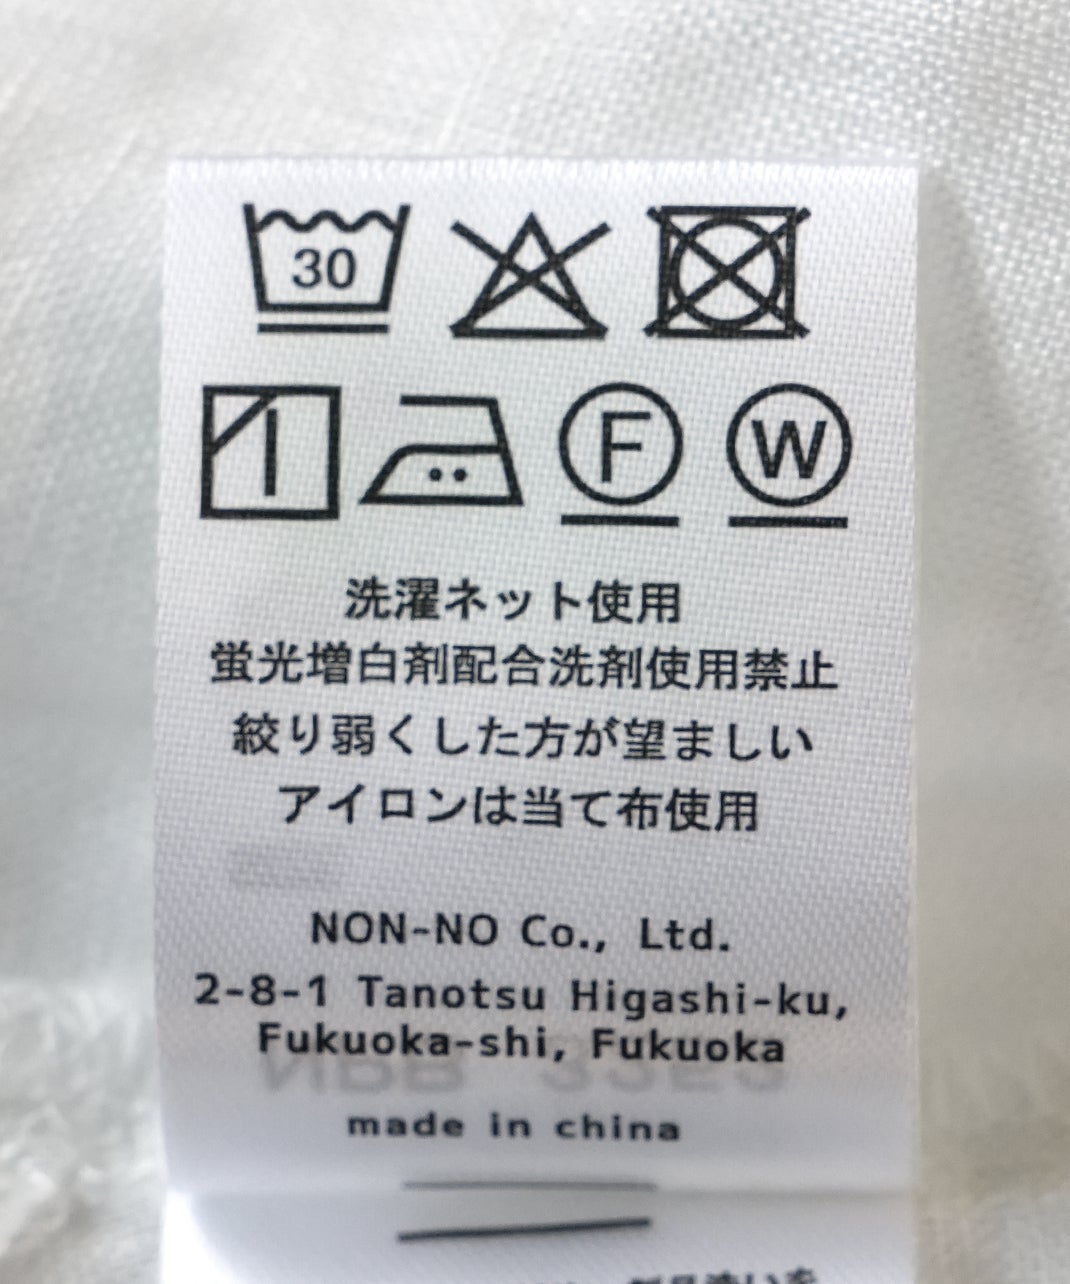 30
F W
洗濯ネット使用
蛍光増白剤配合洗剤使用禁止
絞り弱くした方が望ましい
アイロンは当て布使用
NON-NO Co., Ltd.
2-8-1 Tanotsu Higashi-ku,
Fukuoka-shi, Fukuoka
made in china